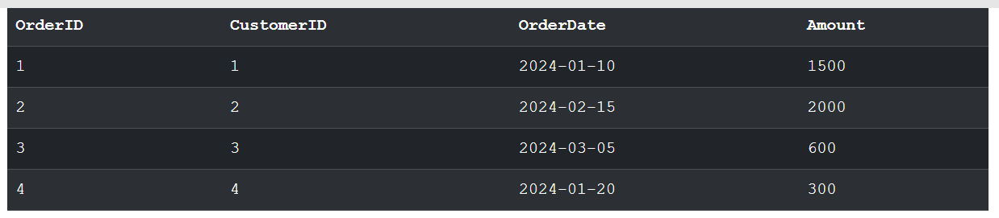 OrderID CustomerID OrderDate Amount
1 1 2024-01-10 1500
2 2 2024-02-15 2000
3 3 2024-03-05 600
4 4 2024-01-20 300